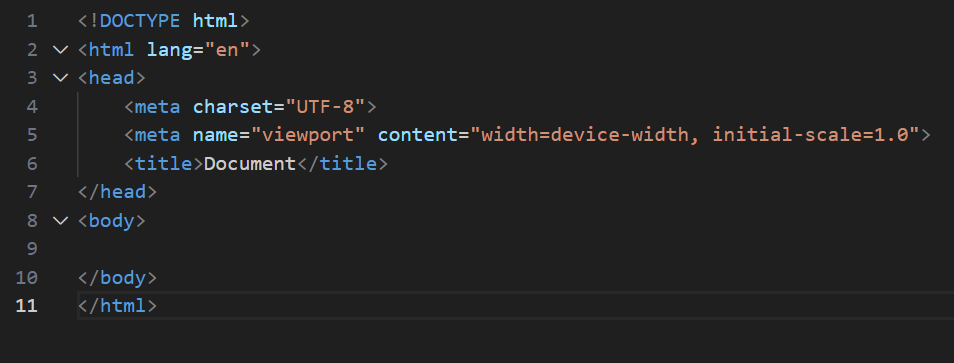 1 <!DOCTYPE html>
2 <html lang="en">
3 <head>
4     <meta charset="UTF-8">
5     <meta name="viewport" content="width=device-width, initial-scale=1.0">
6     <title>Document</title>
7 </head>
8 <body>
9
10 </body>
11 </html>